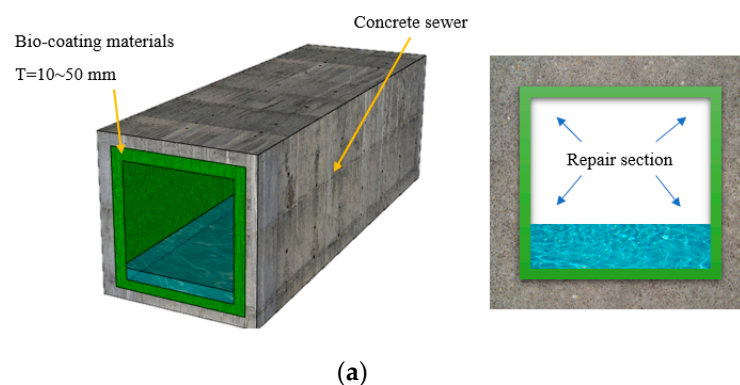 Concrete sewer
Bio-coating materials
T=10~50 mm
Repair section
(a)